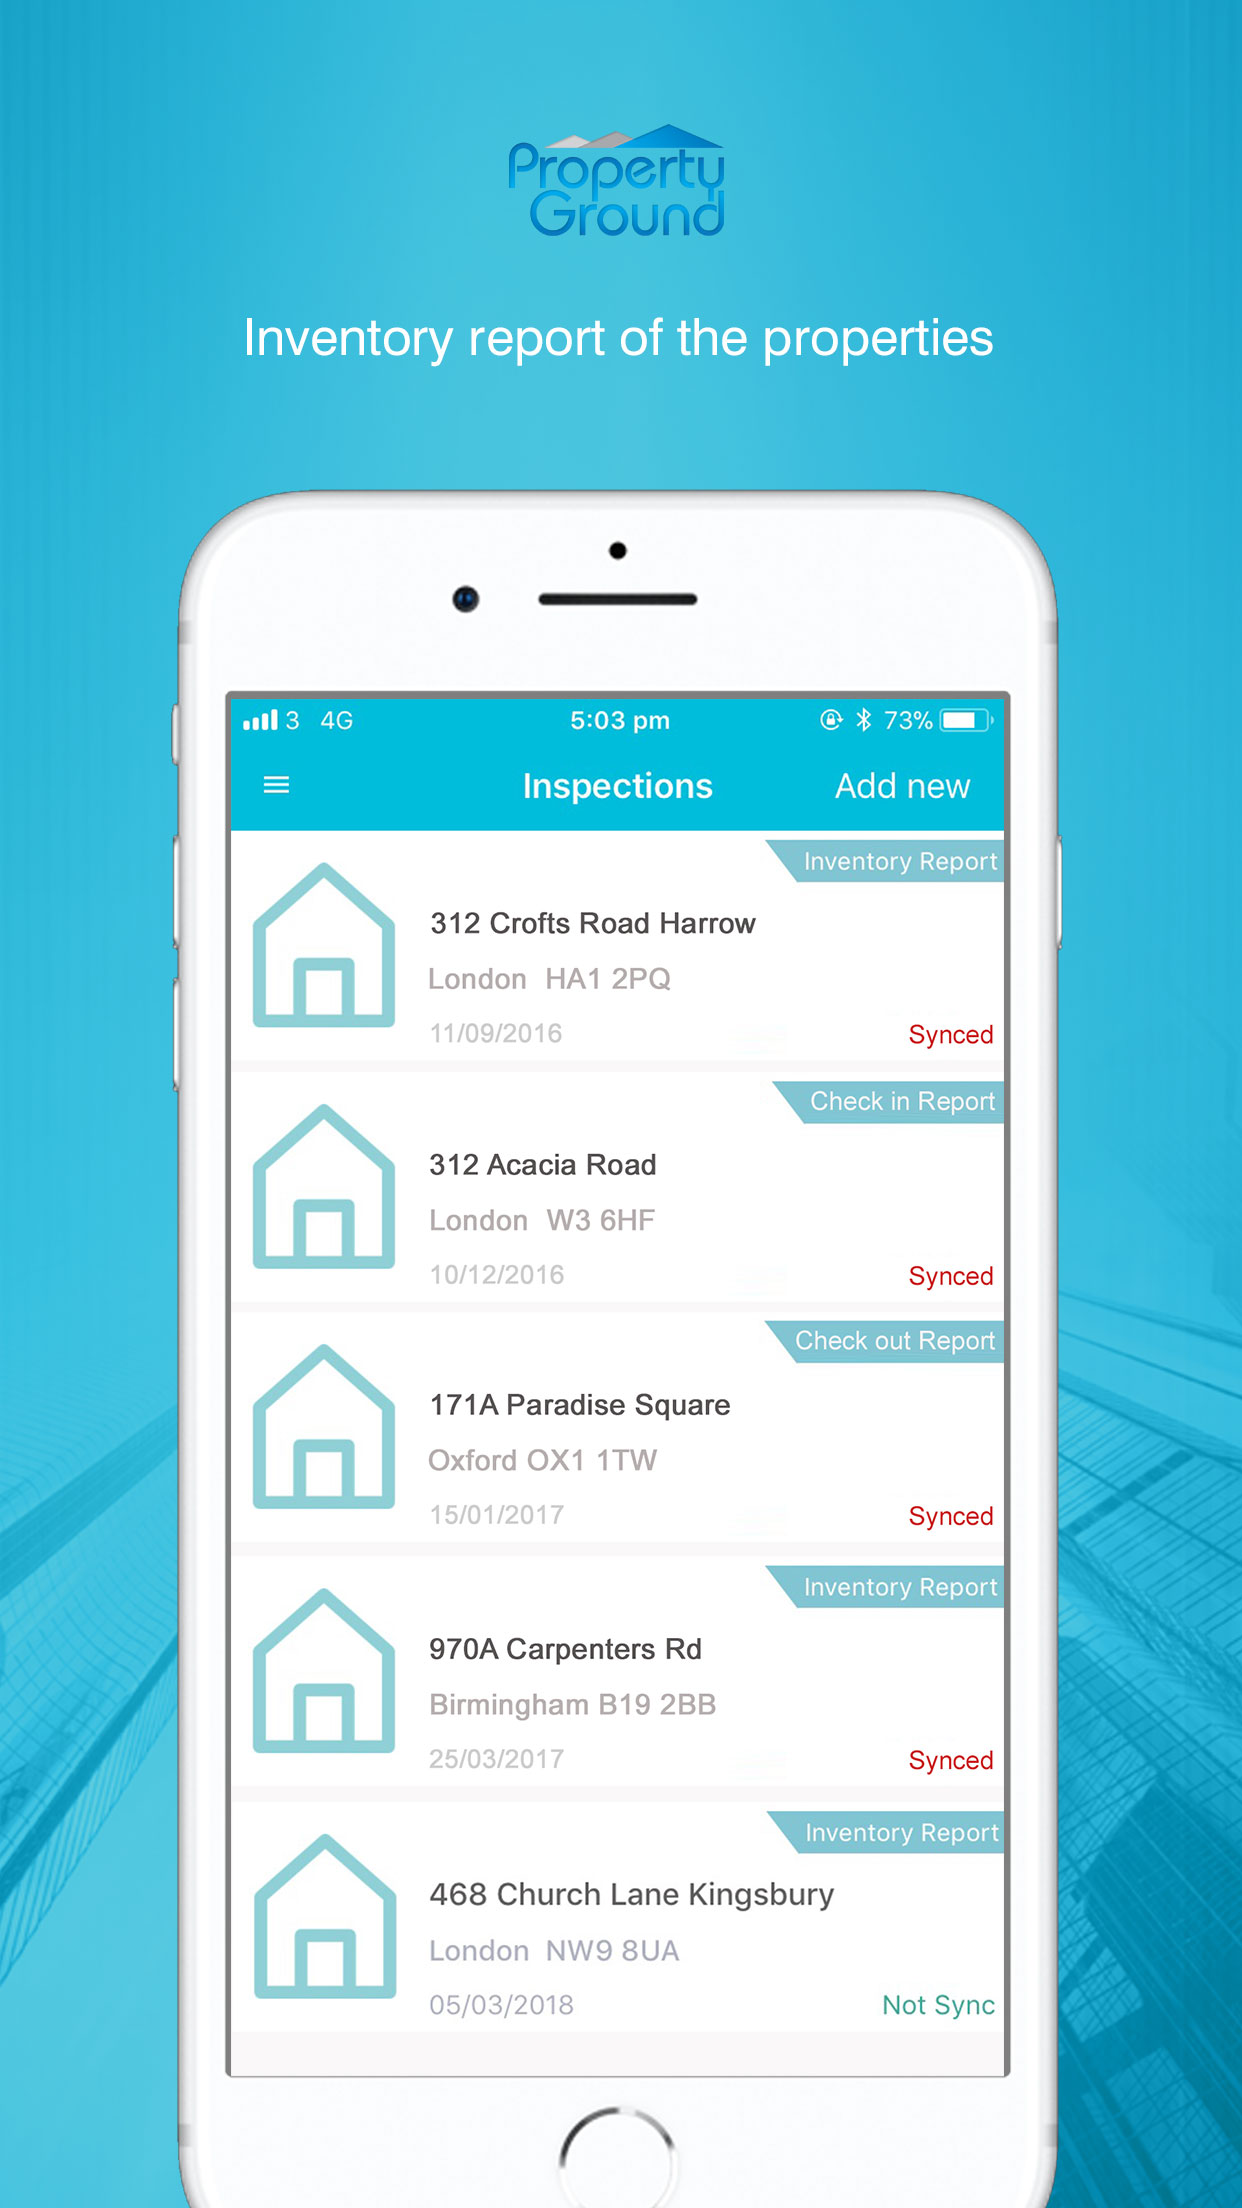 Property
Ground
Inventory report of the properties
3 4G 5:03 pm 73%
Inspections Add new
Inventory Report
312 Crofts Road Harrow
London HA1 2PQ
11/09/2016 Synced
Check in Report
312 Acacia Road
London W3 6HF
10/12/2016 Synced
Check out Report
171A Paradise Square
Oxford OX1 1TW
15/01/2017 Synced
Inventory Report
970A Carpenters Rd
Birmingham B19 2BB
25/03/2017 Synced
Inventory Report
468 Church Lane Kingsbury
London NW9 8UA
05/03/2018 Not Sync